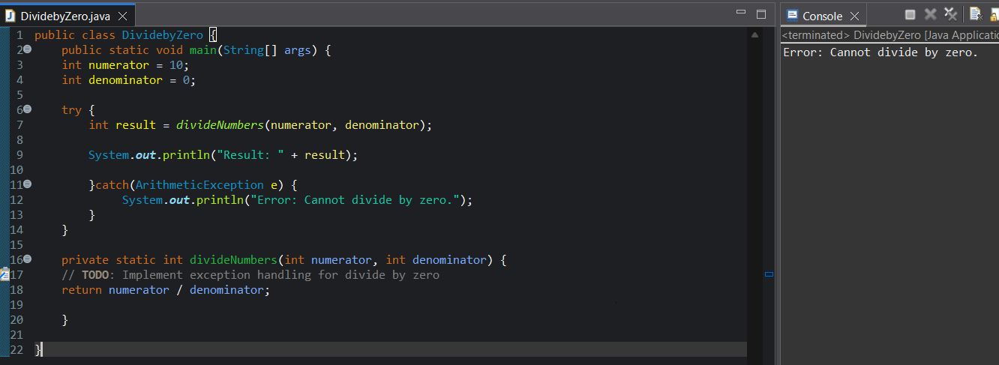 DividebyZero.java
1 public class DividebyZero {
2 public static void main(String[] args) {
3 int numerator = 10;
4 int denominator = 0;
5
6 try {
7 int result = divideNumbers(numerator, denominator);
8
9 System.out.println("Result: " + result);
10
11 }catch(ArithmeticException e) {
12 System.out.println("Error: Cannot divide by zero.");
13 }
14 }
15
16 private static int divideNumbers(int numerator, int denominator) {
17 // TODO: Implement exception handling for divide by zero
18 return numerator / denominator;
19
20 }
21
22 }
Console
<terminated> DividebyZero [Java Applicatio
Error: Cannot divide by zero.